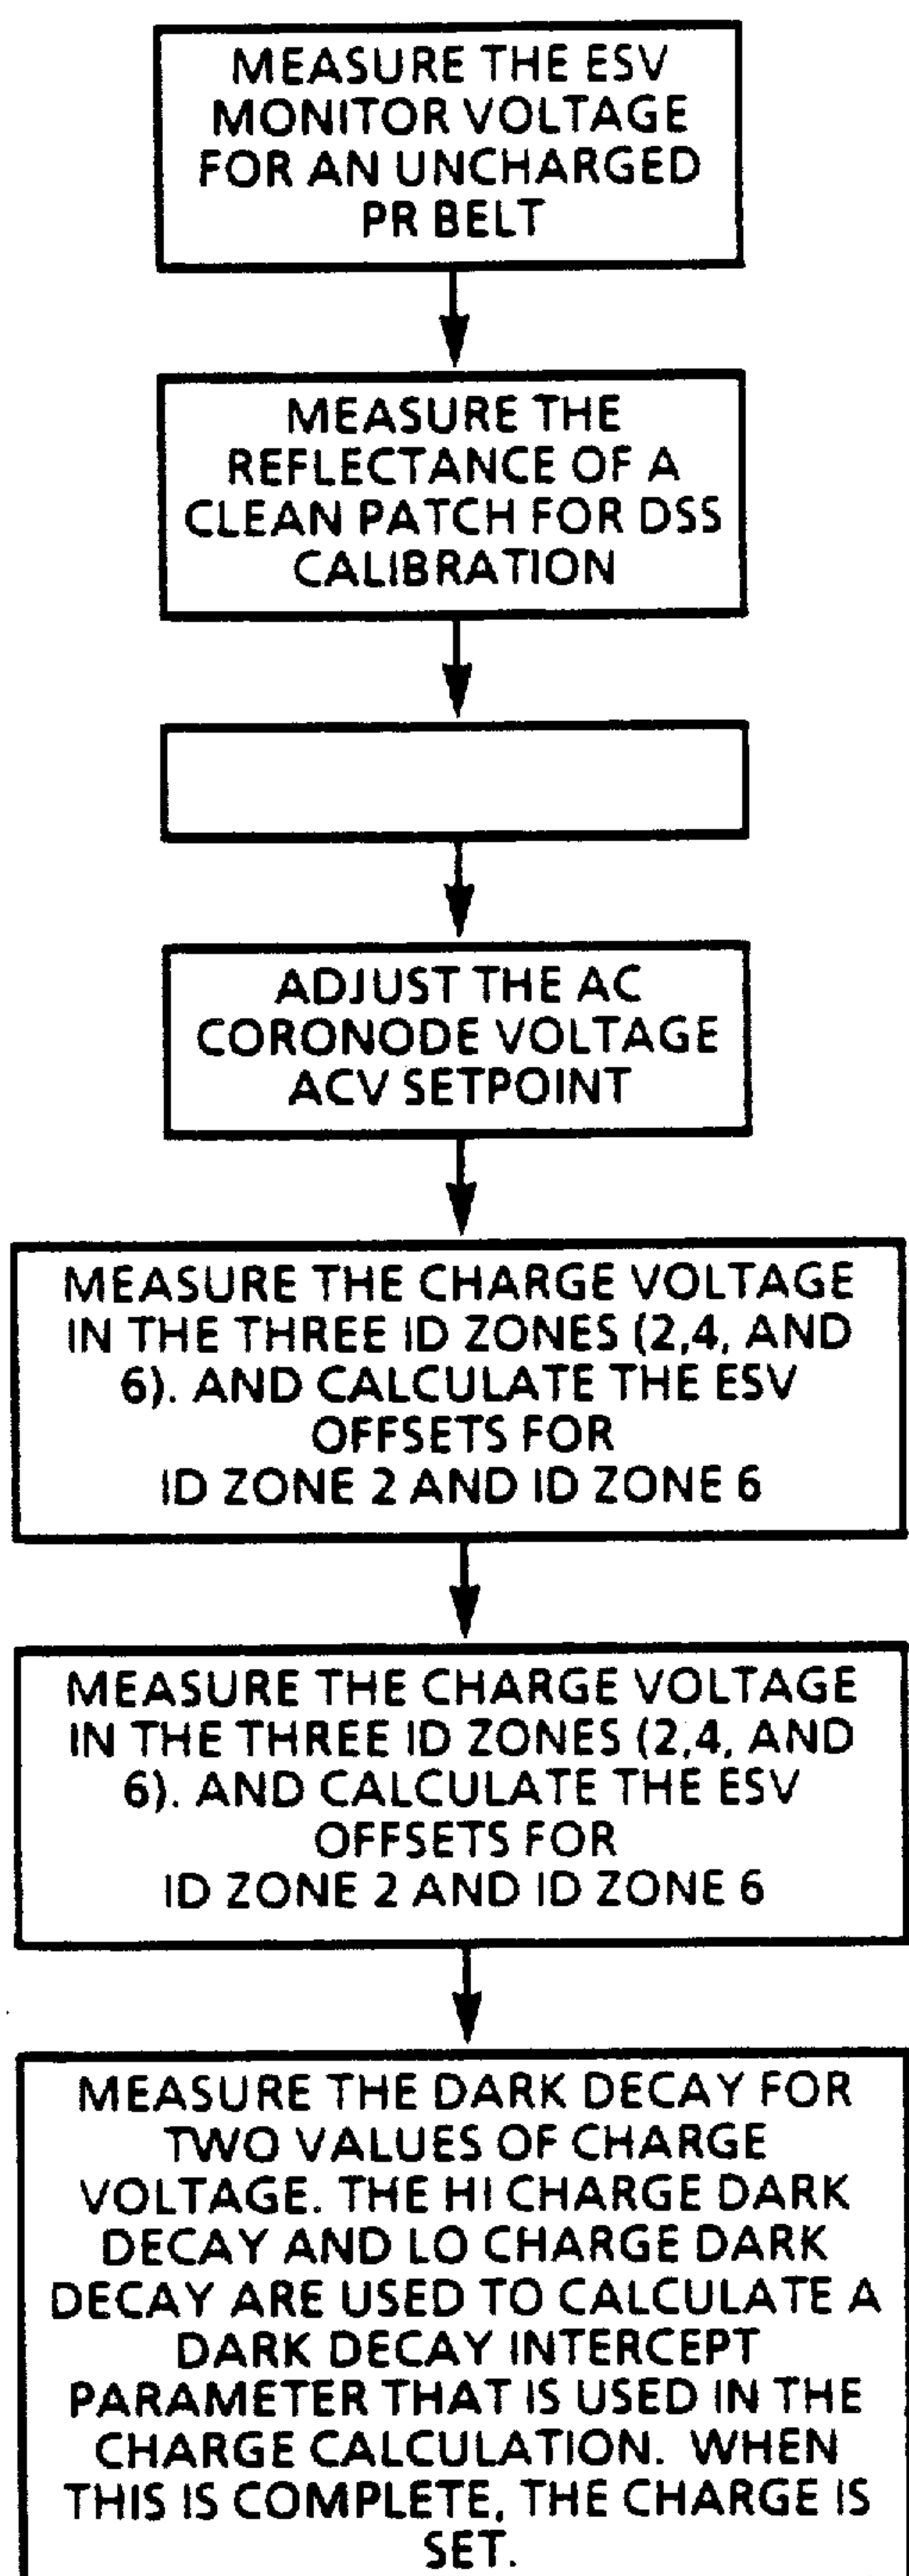 MEASURE THE ESV
MONITOR VOLTAGE
FOR AN UNCHARGED
PR BELT
MEASURE THE
REFLECTANCE OF A
CLEAN PATCH FOR DSS
CALIBRATION
ADJUST THE AC
CORONODE VOLTAGE
ACV SETPOINT
MEASURE THE CHARGE VOLTAGE
IN THE THREE ID ZONES (2,4, AND
6). AND CALCULATE THE ESV
OFFSETS FOR
ID ZONE 2 AND ID ZONE 6
MEASURE THE CHARGE VOLTAGE
IN THE THREE ID ZONES (2,4, AND
6). AND CALCULATE THE ESV
OFFSETS FOR
ID ZONE 2 AND ID ZONE 6
MEASURE THE DARK DECAY FOR
TWO VALUES OF CHARGE
VOLTAGE. THE HI CHARGE DARK
DECAY AND LO CHARGE DARK
DECAY ARE USED TO CALCULATE A
DARK DECAY INTERCEPT
PARAMETER THAT IS USED IN THE
CHARGE CALCULATION. WHEN
THIS IS COMPLETE, THE CHARGE IS
SET.